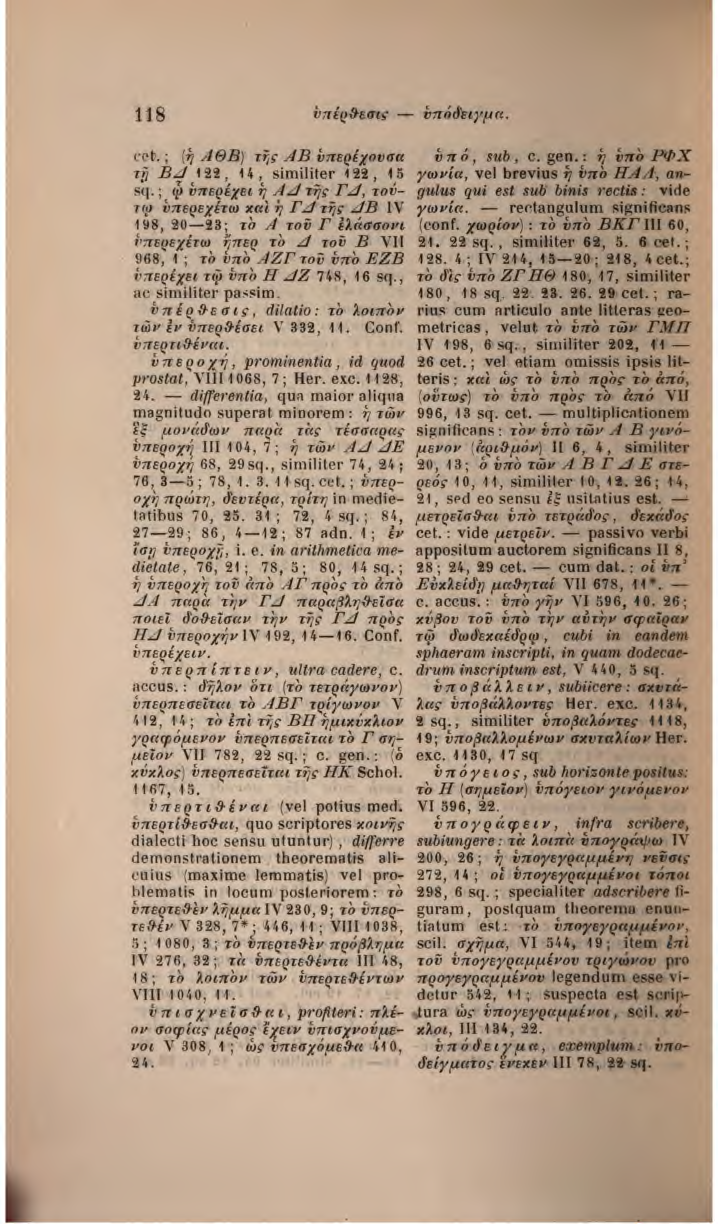 118
ὑπέρθεσις — ὑπόδειγμα.
cet.; (ἡ ΑΘΒ) τῆς ΑΒ ὑπερέχουσα
τῇ ΒΔ 122, 14, similiter 122, 15
sq.; ᾧ ὑπερέχει ἡ ΑΔ τῆς ΓΔ, τού-
τῳ ὑπερεχέτω καὶ ἡ ΓΔ τῆς ΔΒ IV
198, 20—23; τὸ Α τοῦ Γ ἐλάσσονι
ὑπερεχέτω ἤπερ τὸ Δ τοῦ Β VII
968, 1; τὸ ὑπὸ ΑΖΓ τοῦ ὑπὸ ΕΖΒ
ὑπερέχει τῷ ὑπὸ Η ΔΖ 748, 16 sq.,
ac similiter passim.
ὑπέρθεσις, dilatio: τὸ λοιπὸν
τῶν ἐν ὑπερθέσει V 332, 11. Conf.
ὑπερτιθέναι.
ὑπεροχή, prominentia, id quod
prostat, VIII 1068, 7; Her. exc. 1128,
24. — differentia, qua maior aliqua
magnitudo superat minorem: ἡ τῶν
ἓξ μονάδων παρὰ τὰς τέσσαρας
ὑπεροχή III 104, 7; ἡ τῶν ΑΔ ΔΕ
ὑπεροχή 68, 29 sq., similiter 74, 24;
76, 3—5; 78, 1. 3. 11 sq. cet.; ὑπερ-
οχὴ πρώτη, δευτέρα, τρίτη in medie-
tatibus 70, 25. 31; 72, 4 sq.; 84,
27—29; 86, 4—12; 87 adn. 1; ἐν
ἴσῃ ὑπεροχῇ, i. e. in arithmetica me-
dietate, 76, 21; 78, 5; 80, 14 sq.;
ἡ ὑπεροχὴ τοῦ ἀπὸ ΑΓ πρὸς τὸ ἀπὸ
ΔΑ παρὰ τὴν ΓΔ παραβληθεῖσα
ποιεῖ δοθεῖσαν τὴν τῆς ΓΔ πρὸς
ΗΔ ὑπεροχήν IV 192, 14—16. Conf.
ὑπερέχειν.
ὑπερπίπτειν, ultra cadere, c.
accus.: δῆλον ὅτι (τὸ τετράγωνον)
ὑπερπεσεῖται τὸ ΑΒΓ τρίγωνον V
412, 14; τὸ ἐπὶ τῆς ΒΗ ἡμικύκλιον
γραφόμενον ὑπερπεσεῖται τὸ Γ ση-
μεῖον VII 782, 22 sq.; c. gen.: (ὁ
κύκλος) ὑπερπεσεῖται τῆς ΗΚ Schol.
1167, 15.
ὑπερτιθέναι (vel potius med.
ὑπερτίθεσθαι, quo scriptores κοινῆς
dialecti hoc sensu utuntur), differre
demonstrationem theorematis ali-
cuius (maxime lemmatis) vel pro-
blematis in locum posteriorem: τὸ
ὑπερτεθὲν λῆμμα IV 230, 9; τὸ ὑπερ-
τεθέν V 328, 7*; 446, 11; VIII 1038,
5; 1080, 3; τὸ ὑπερτεθὲν πρόβλημα
IV 276, 32; τὰ ὑπερτεθέντα III 48,
18; τὸ λοιπὸν τῶν ὑπερτεθέντων
VIII 1040, 11.
ὑπισχνεῖσθαι, profiteri: πλέ-
ον σοφίας μέρος ἔχειν ὑπισχνούμε-
νοι V 308, 1; ὡς ὑπεσχόμεθα 410,
24.
ὑπό, sub, c. gen.: ἡ ὑπὸ ΡΦΧ
γωνία, vel brevius ἡ ὑπὸ ΗΔΛ, an-
gulus qui est sub binis rectis: vide
γωνία. — rectangulum significans
(conf. χωρίον): τὸ ὑπὸ ΒΚΓ III 60,
21. 22 sq., similiter 62, 5. 6 cet.;
128. 4; IV 214, 15—20; 218, 4 cet.;
τὸ δὶς ὑπὸ ΖΓ ΗΘ 180, 17, similiter
180, 18 sq. 22. 23. 26. 29 cet.; ra-
rius cum articulo ante litteras geo-
metricas, velut τὸ ὑπὸ τῶν ΓΜΠ
IV 198, 6 sq., similiter 202, 11 —
26 cet.; vel etiam omissis ipsis lit-
teris: καὶ ὡς τὸ ὑπὸ πρὸς τὸ ἀπό,
(οὕτως) τὸ ὑπὸ πρὸς τὸ ἀπό VII
996, 13 sq. cet. — multiplicationem
significans: τὸν ὑπὸ τῶν Α Β γινό-
μενον (ἀριθμόν) II 6, 4, similiter
20, 13; ὁ ὑπὸ τῶν Α Β Γ Δ Ε στε-
ρεός 10, 11, similiter 10, 12. 26; 14,
21, sed eo sensu ἐξ usitatius est. —
μετρεῖσθαι ὑπὸ τετράδος, δεκάδος
cet.: vide μετρεῖν. — passivo verbi
appositum auctorem significans II 8,
28; 24, 29 cet. — cum dat.: οἱ ὑπ'
Εὐκλείδῃ μαθηταί VII 678, 11*. —
c. accus.: ὑπὸ γῆν VI 596, 10. 26;
κύβου τοῦ ὑπὸ τὴν αὐτὴν σφαῖραν
τῷ δωδεκαέδρῳ, cubi in eandem
sphaeram inscripti, in quam dodecae-
drum inscriptum est, V 440, 5 sq.
ὑποβάλλειν, subiicere: σκυτά-
λας ὑποβάλλοντες Her. exc. 1134,
2 sq., similiter ὑποβαλόντες 1118,
19; ὑποβαλλομένων σκυταλίων Her.
exc. 1130, 17 sq
ὑπόγειος, sub horizonte positus:
τὸ Η (σημεῖον) ὑπόγειον γινόμενον
VI 596, 22.
ὑπογράφειν, infra scribere,
subiungere: τὰ λοιπὰ ὑπογράψω IV
200, 26; ἡ ὑπογεγραμμένη νεῦσις
272, 14; οἱ ὑπογεγραμμένοι τόποι
298, 6 sq.; specialiter adscribere fi-
guram, postquam theorema enun-
tiatum est: τὸ ὑπογεγραμμένον,
scil. σχῆμα, VI 544, 19; item ἐπὶ
τοῦ ὑπογεγραμμένου τριγώνου pro
προγεγραμμένου legendum esse vi-
detur 542, 11; suspecta est scrip-
tura ὡς ὑπογεγραμμένοι, scil. κύ-
κλοι, III 134, 22.
ὑπόδειγμα, exemplum: ὑπο-
δείγματος ἕνεκεν III 78, 22 sq.